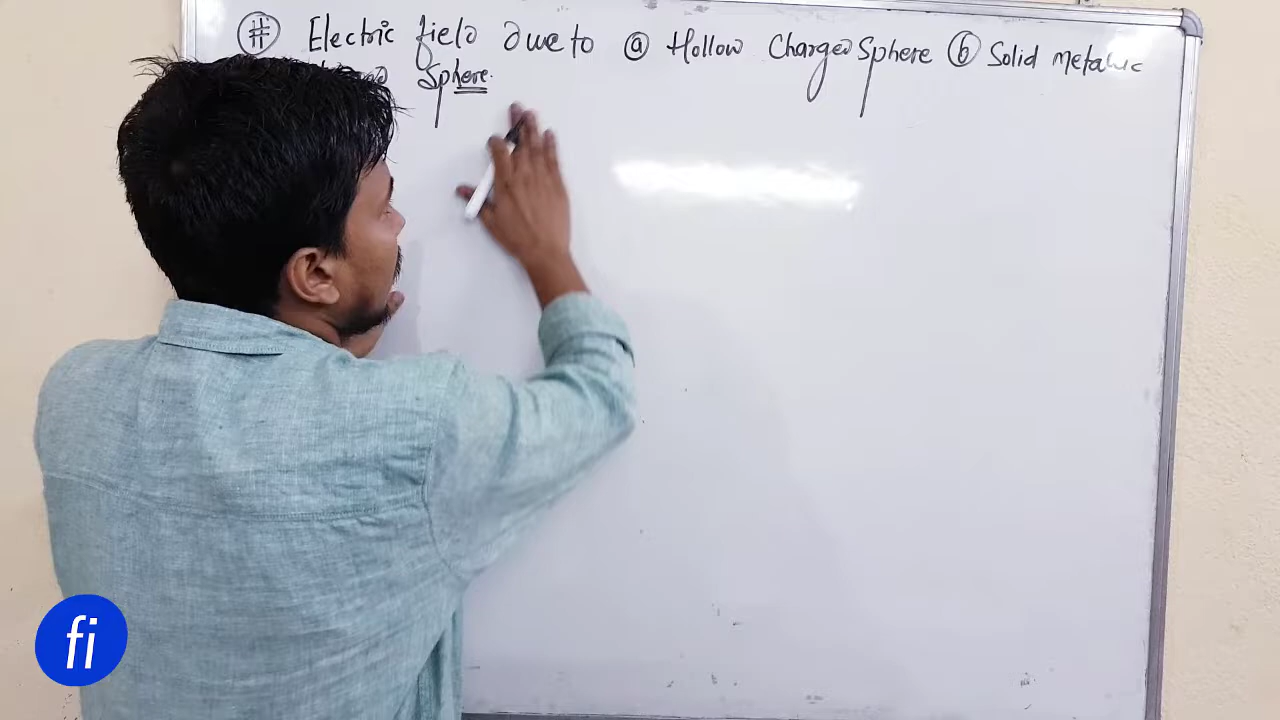 # Electric field due to ⓐ Hollow Charged Sphere ⓑ Solid metallic
Sphere.
fi